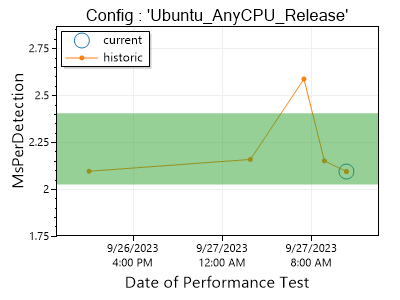 Config : 'Ubuntu_AnyCPU_Release'
current
historic
MsPerDetection
2.75
2.5
2.25
2
1.75
9/26/2023 9/27/2023 9/27/2023
4:00 PM 12:00 AM 8:00 AM
Date of Performance Test